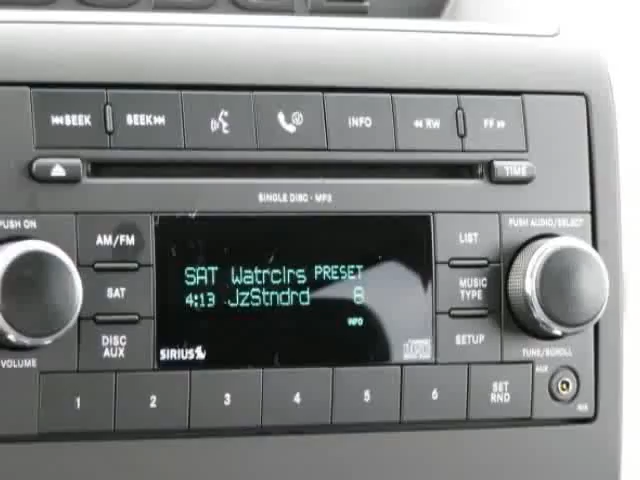 SEEK SEEK INFO RW FF
TIME
SINGLE DISC · MP3
PUSH ON
AM/FM
LIST
PUSH AUDIO/SELECT
SAT Watrclrs PRESET
4:13 JzStndrd 8
INFO
SAT
MUSIC
TYPE
DISC
AUX
SETUP
SIRIUS
VOLUME
TUNE/SCROLL
1 2 3 4 5 6 SET
RND
AUX